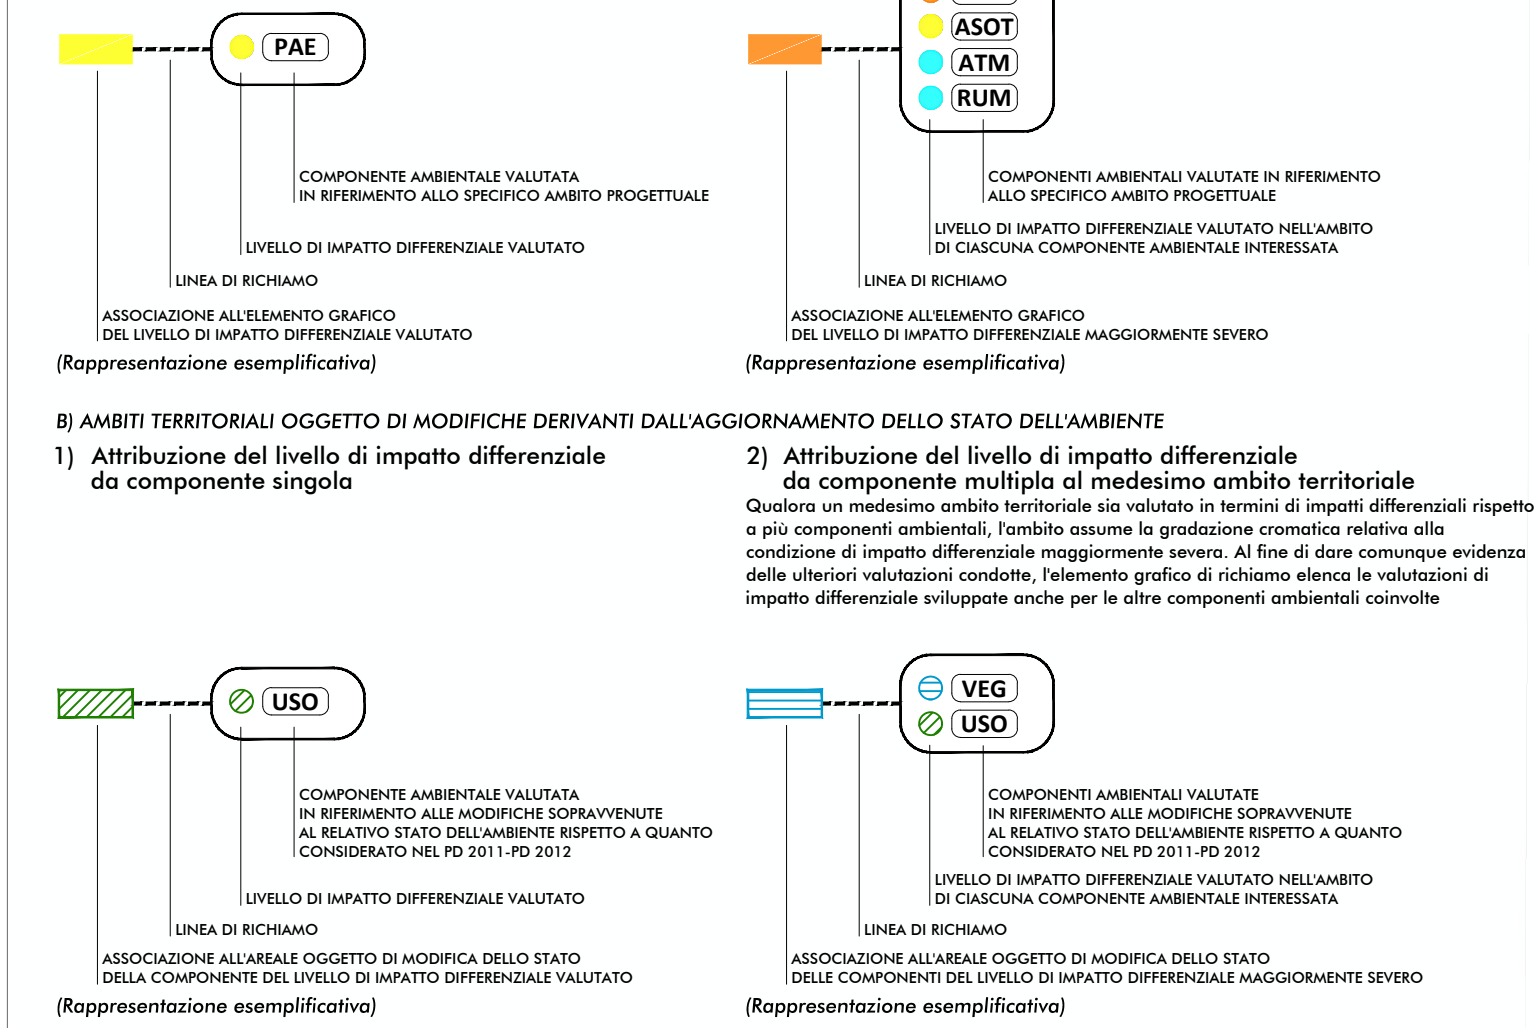 PAE
COMPONENTE AMBIENTALE VALUTATA
IN RIFERIMENTO ALLO SPECIFICO AMBITO PROGETTUALE
LIVELLO DI IMPATTO DIFFERENZIALE VALUTATO
LINEA DI RICHIAMO
ASSOCIAZIONE ALL'ELEMENTO GRAFICO
DEL LIVELLO DI IMPATTO DIFFERENZIALE VALUTATO
(Rappresentazione esemplificativa)
ASOT
ATM
RUM
COMPONENTI AMBIENTALI VALUTATE IN RIFERIMENTO
ALLO SPECIFICO AMBITO PROGETTUALE
LIVELLO DI IMPATTO DIFFERENZIALE VALUTATO NELL'AMBITO
DI CIASCUNA COMPONENTE AMBIENTALE INTERESSATA
LINEA DI RICHIAMO
ASSOCIAZIONE ALL'ELEMENTO GRAFICO
DEL LIVELLO DI IMPATTO DIFFERENZIALE MAGGIORMENTE SEVERO
(Rappresentazione esemplificativa)
B) AMBITI TERRITORIALI OGGETTO DI MODIFICHE DERIVANTI DALL'AGGIORNAMENTO DELLO STATO DELL'AMBIENTE
1) Attribuzione del livello di impatto differenziale
da componente singola
USO
COMPONENTE AMBIENTALE VALUTATA
IN RIFERIMENTO ALLE MODIFICHE SOPRAVVENUTE
AL RELATIVO STATO DELL'AMBIENTE RISPETTO A QUANTO
CONSIDERATO NEL PD 2011-PD 2012
LIVELLO DI IMPATTO DIFFERENZIALE VALUTATO
LINEA DI RICHIAMO
ASSOCIAZIONE ALL'AREALE OGGETTO DI MODIFICA DELLO STATO
DELLA COMPONENTE DEL LIVELLO DI IMPATTO DIFFERENZIALE VALUTATO
(Rappresentazione esemplificativa)
2) Attribuzione del livello di impatto differenziale
da componente multipla al medesimo ambito territoriale
Qualora un medesimo ambito territoriale sia valutato in termini di impatti differenziali rispetto
a più componenti ambientali, l'ambito assume la gradazione cromatica relativa alla
condizione di impatto differenziale maggiormente severa. Al fine di dare comunque evidenza
delle ulteriori valutazioni condotte, l'elemento grafico di richiamo elenca le valutazioni di
impatto differenziale sviluppate anche per le altre componenti ambientali coinvolte
VEG
USO
COMPONENTI AMBIENTALI VALUTATE
IN RIFERIMENTO ALLE MODIFICHE SOPRAVVENUTE
AL RELATIVO STATO DELL'AMBIENTE RISPETTO A QUANTO
CONSIDERATO NEL PD 2011-PD 2012
LIVELLO DI IMPATTO DIFFERENZIALE VALUTATO NELL'AMBITO
DI CIASCUNA COMPONENTE AMBIENTALE INTERESSATA
LINEA DI RICHIAMO
ASSOCIAZIONE ALL'AREALE OGGETTO DI MODIFICA DELLO STATO
DELLE COMPONENTI DEL LIVELLO DI IMPATTO DIFFERENZIALE MAGGIORMENTE SEVERO
(Rappresentazione esemplificativa)